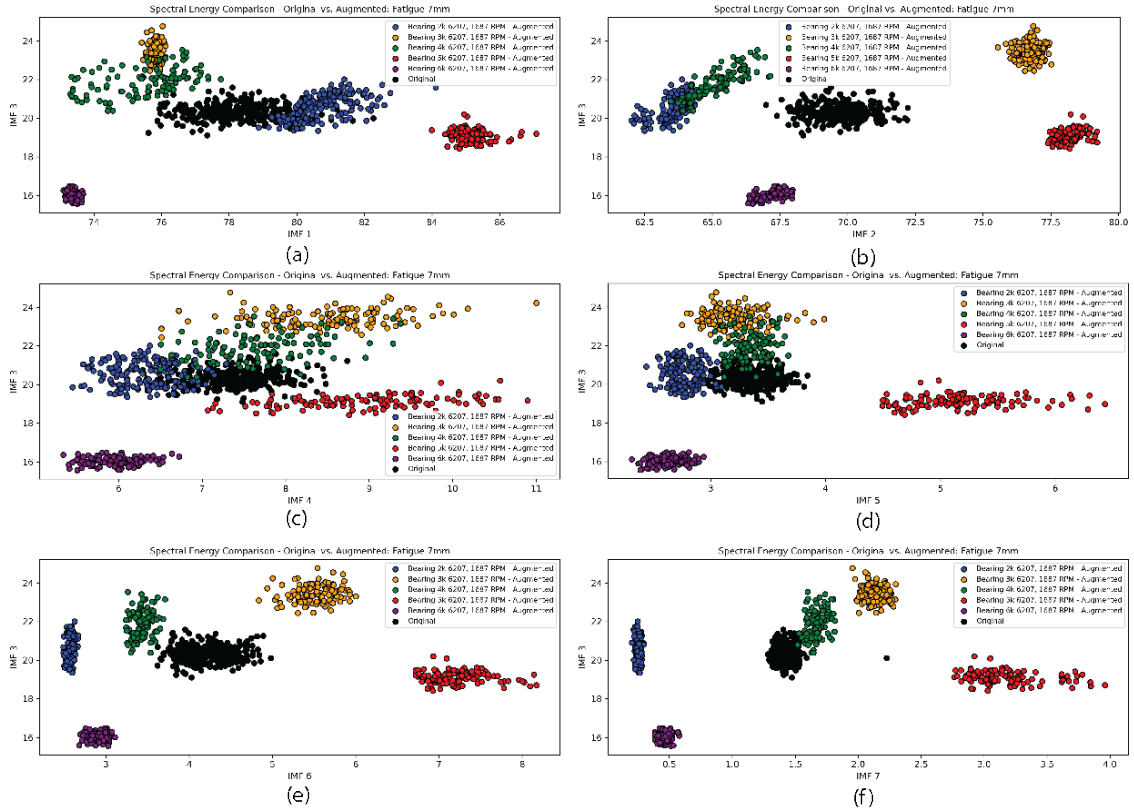 Spectral Energy Comparison - Origina vs. Augmented: Fatigue 7mm
IMF 3
24
22
20
18
16
Bearing 2k 6207, 1687 RPM - Augmented
Bearing 3k 6207, 1687 RPM - Augmented
Bearing 4k 6207, 1687 RPM - Augmented
Bearing 5k 6207, 1687 RPM - Augmented
Bearing 6k 6207, 1687 RPM - Augmented
Original
74 76 78 80 82 84 86
IMF 1
(a)
Spectral Energy Comparison - Origina vs. Augmented: Fatigue 7mm
IMF 3
24
22
20
18
16
Bearing 2k 6207, 1687 RPM - Augmented
Bearing 3k 6207, 1687 RPM - Augmented
Bearing 4k 6207, 1687 RPM - Augmented
Bearing 5k 6207, 1687 RPM - Augmented
Bearing 6k 6207, 1687 RPM - Augmented
Original
62.5 65.0 67.5 70.0 72.5 75.0 77.5 80.0
IMF 2
(b)
Spectral Energy Comparison - Origina vs. Augmented: Fatigue 7mm
IMF 3
24
22
20
18
16
Bearing 2k 6207, 1687 RPM - Augmented
Bearing 3k 6207, 1687 RPM - Augmented
Bearing 4k 6207, 1687 RPM - Augmented
Bearing 5k 6207, 1687 RPM - Augmented
Bearing 6k 6207, 1687 RPM - Augmented
Original
6 7 8 9 10 11
IMF 4
(c)
Spectral Energy Comparison - Origina vs. Augmented: Fatigue 7mm
IMF 3
24
22
20
18
16
Bearing 2k 6207, 1687 RPM - Augmented
Bearing 3k 6207, 1687 RPM - Augmented
Bearing 4k 6207, 1687 RPM - Augmented
Bearing 5k 6207, 1687 RPM - Augmented
Bearing 6k 6207, 1687 RPM - Augmented
Original
3 4 5 6
IMF 5
(d)
Spectral Energy Comparison - Origina vs. Augmented: Fatigue 7mm
IMF 3
24
22
20
18
16
Bearing 2k 6207, 1687 RPM - Augmented
Bearing 3k 6207, 1687 RPM - Augmented
Bearing 4k 6207, 1687 RPM - Augmented
Bearing 5k 6207, 1687 RPM - Augmented
Bearing 6k 6207, 1687 RPM - Augmented
Original
3 4 5 6 7 8
IMF 6
(e)
Spectral Energy Comparison - Origina vs. Augmented: Fatigue 7mm
IMF 3
24
22
20
18
16
Bearing 2k 6207, 1687 RPM - Augmented
Bearing 3k 6207, 1687 RPM - Augmented
Bearing 4k 6207, 1687 RPM - Augmented
Bearing 5k 6207, 1687 RPM - Augmented
Bearing 6k 6207, 1687 RPM - Augmented
Original
0.5 1.0 1.5 2.0 2.5 3.0 3.5 4.0
IMF 7
(f)